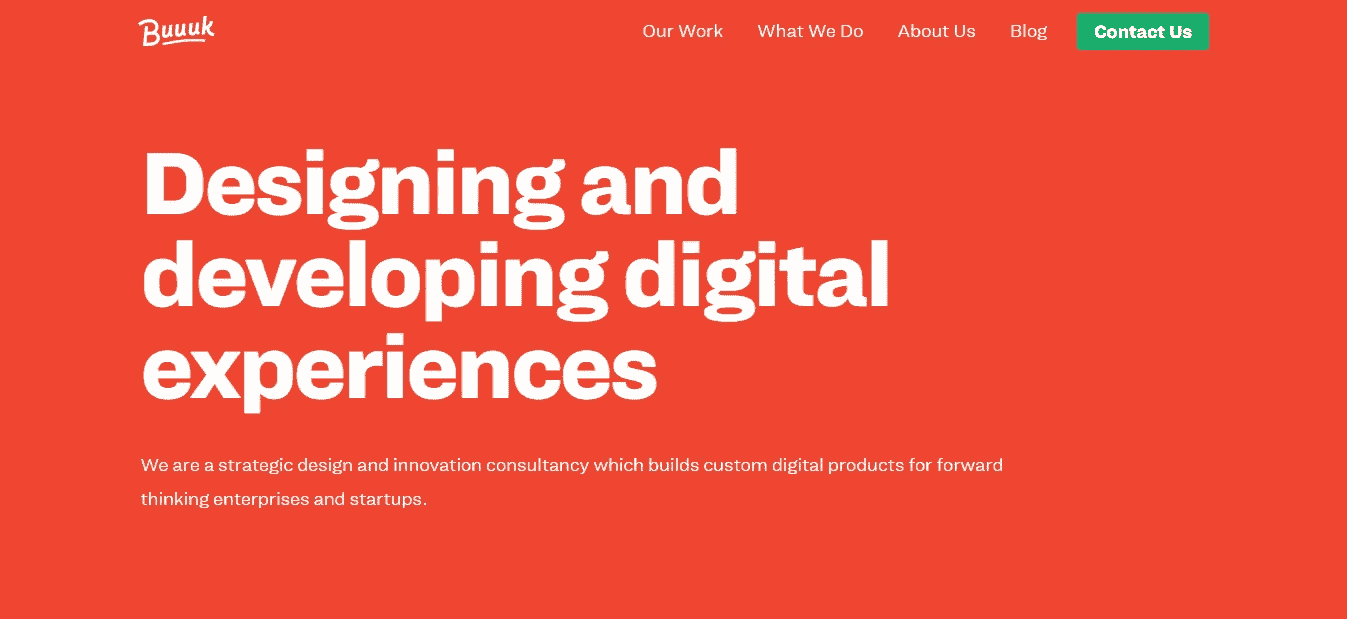 Buuuk
Our Work What We Do About Us Blog Contact Us
Designing and
developing digital
experiences
We are a strategic design and innovation consultancy which builds custom digital products for forward
thinking enterprises and startups.